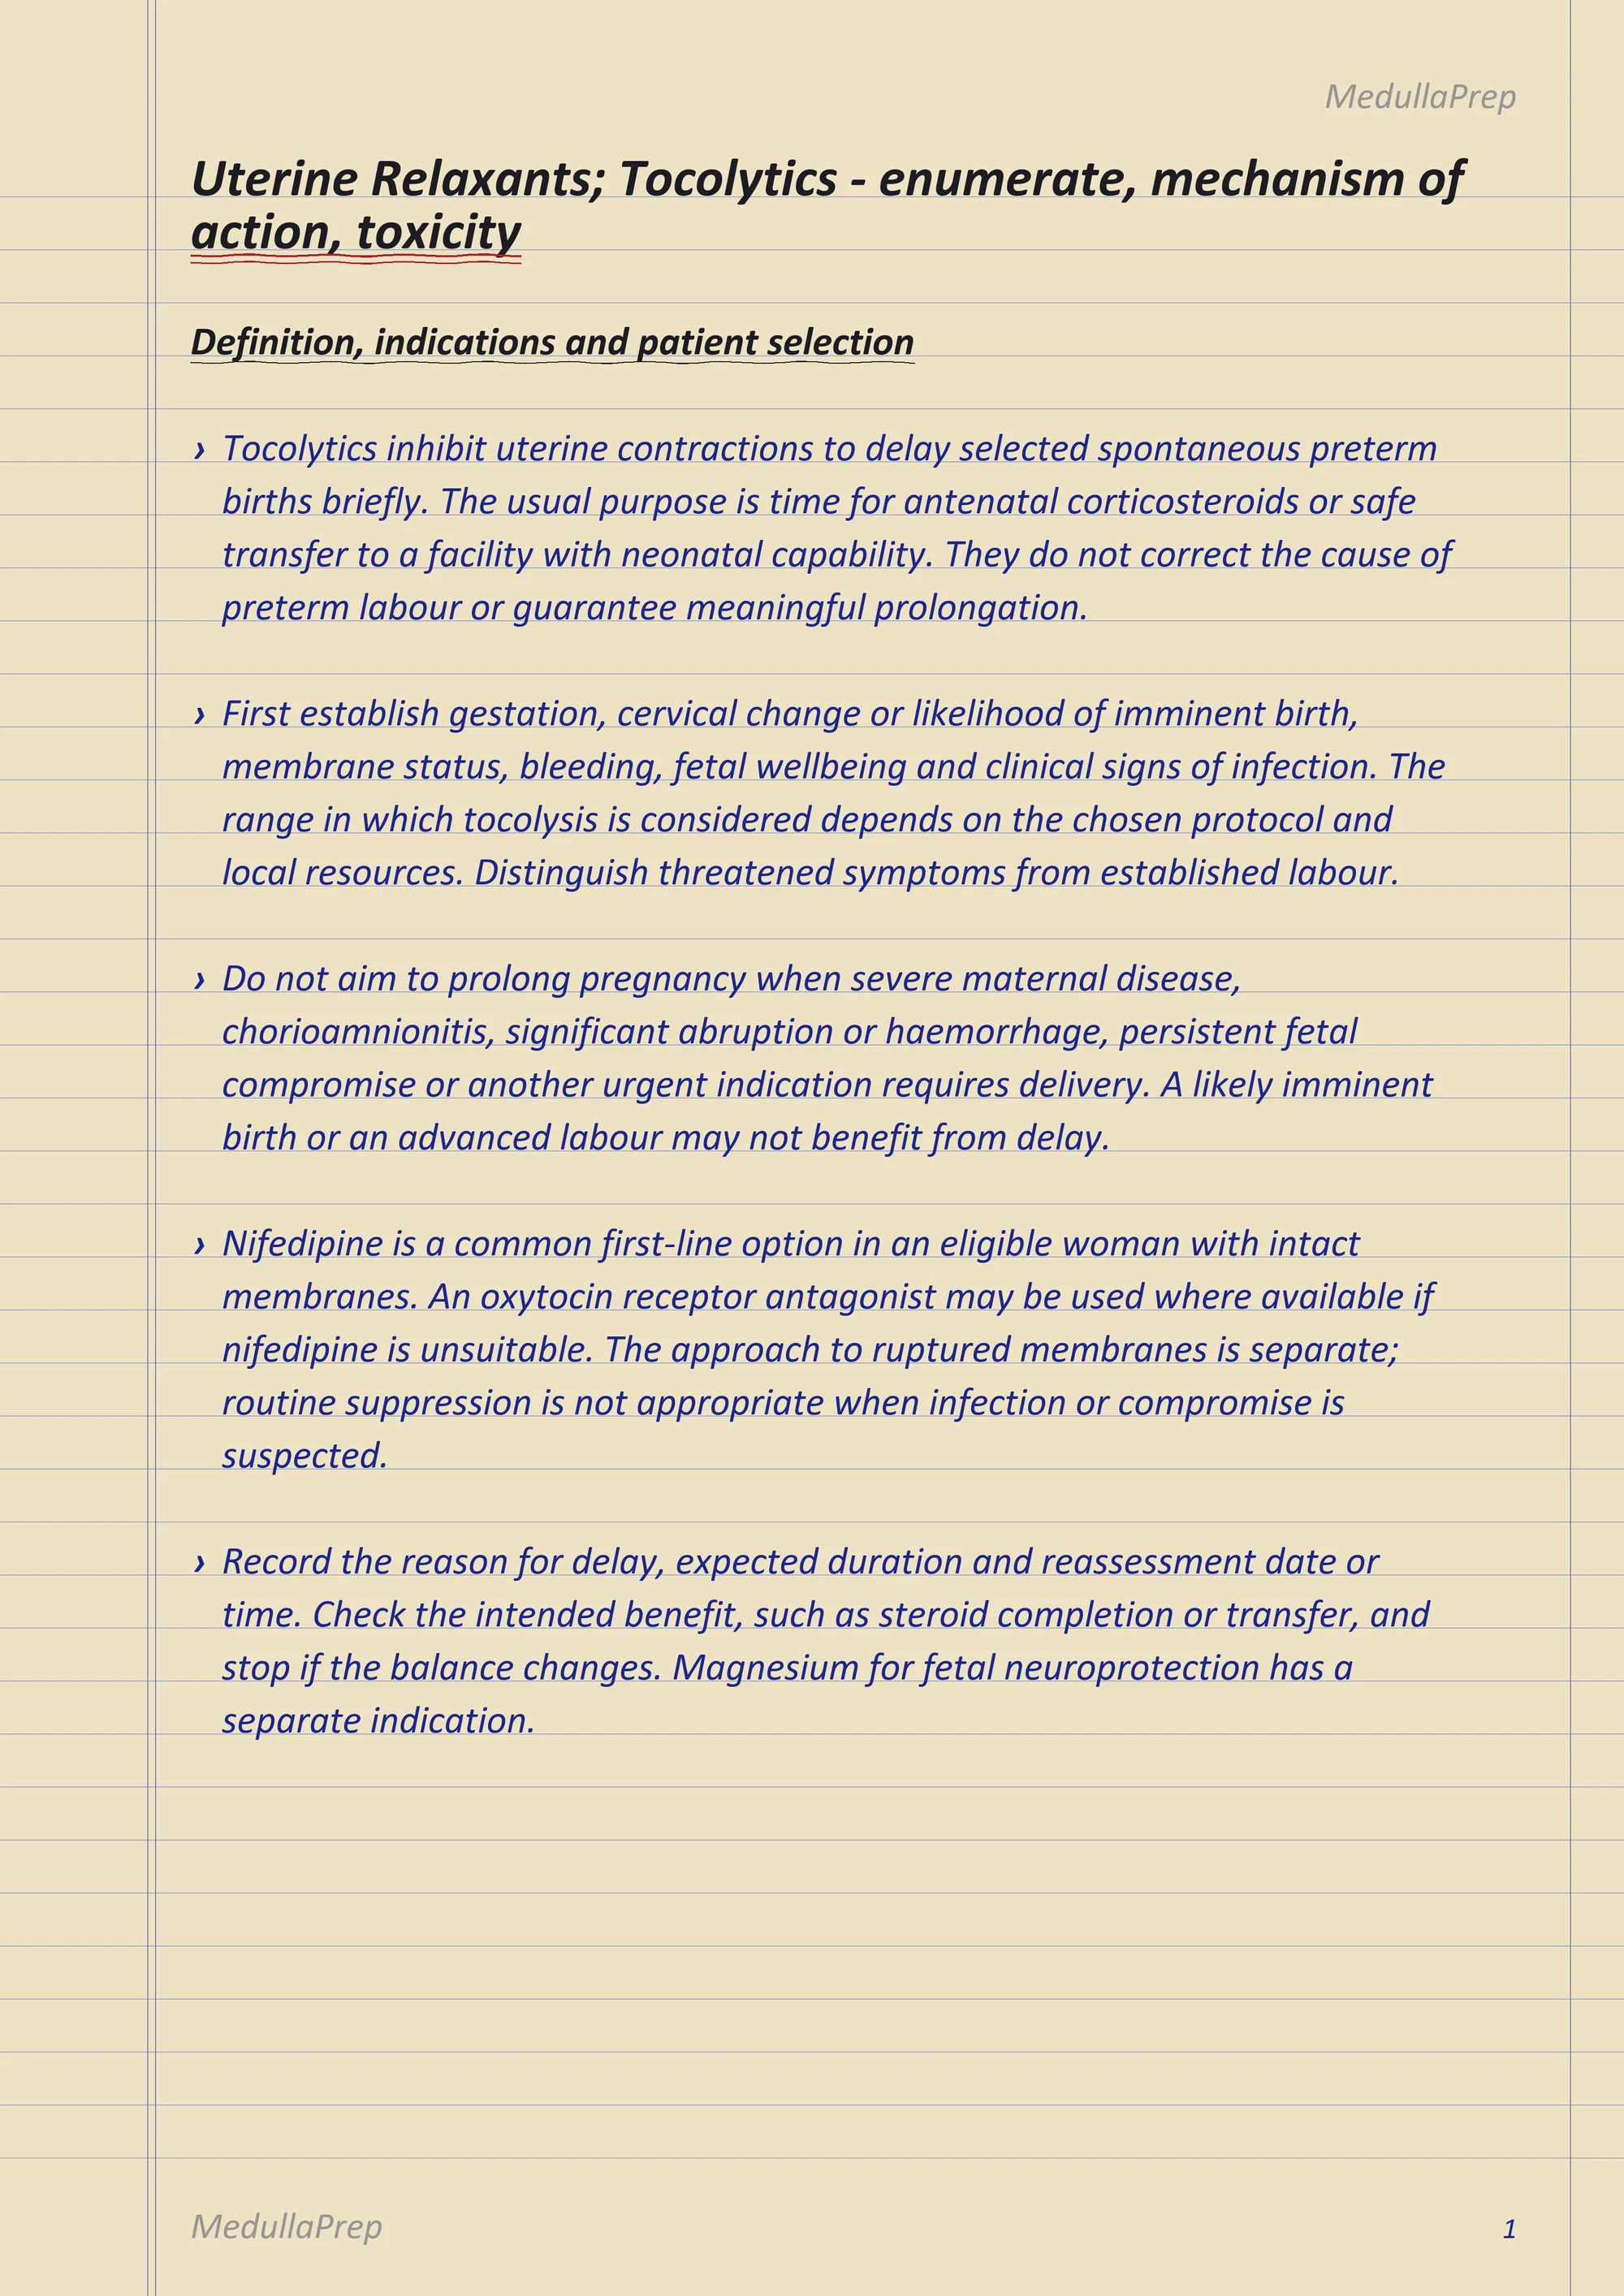 MedullaPrep
Uterine Relaxants; Tocolytics - enumerate, mechanism of
action, toxicity
Definition, indications and patient selection
› Tocolytics inhibit uterine contractions to delay selected spontaneous preterm
births briefly. The usual purpose is time for antenatal corticosteroids or safe
transfer to a facility with neonatal capability. They do not correct the cause of
preterm labour or guarantee meaningful prolongation.
› First establish gestation, cervical change or likelihood of imminent birth,
membrane status, bleeding, fetal wellbeing and clinical signs of infection. The
range in which tocolysis is considered depends on the chosen protocol and
local resources. Distinguish threatened symptoms from established labour.
› Do not aim to prolong pregnancy when severe maternal disease,
chorioamnionitis, significant abruption or haemorrhage, persistent fetal
compromise or another urgent indication requires delivery. A likely imminent
birth or an advanced labour may not benefit from delay.
› Nifedipine is a common first-line option in an eligible woman with intact
membranes. An oxytocin receptor antagonist may be used where available if
nifedipine is unsuitable. The approach to ruptured membranes is separate;
routine suppression is not appropriate when infection or compromise is
suspected.
› Record the reason for delay, expected duration and reassessment date or
time. Check the intended benefit, such as steroid completion or transfer, and
stop if the balance changes. Magnesium for fetal neuroprotection has a
separate indication.
MedullaPrep
1